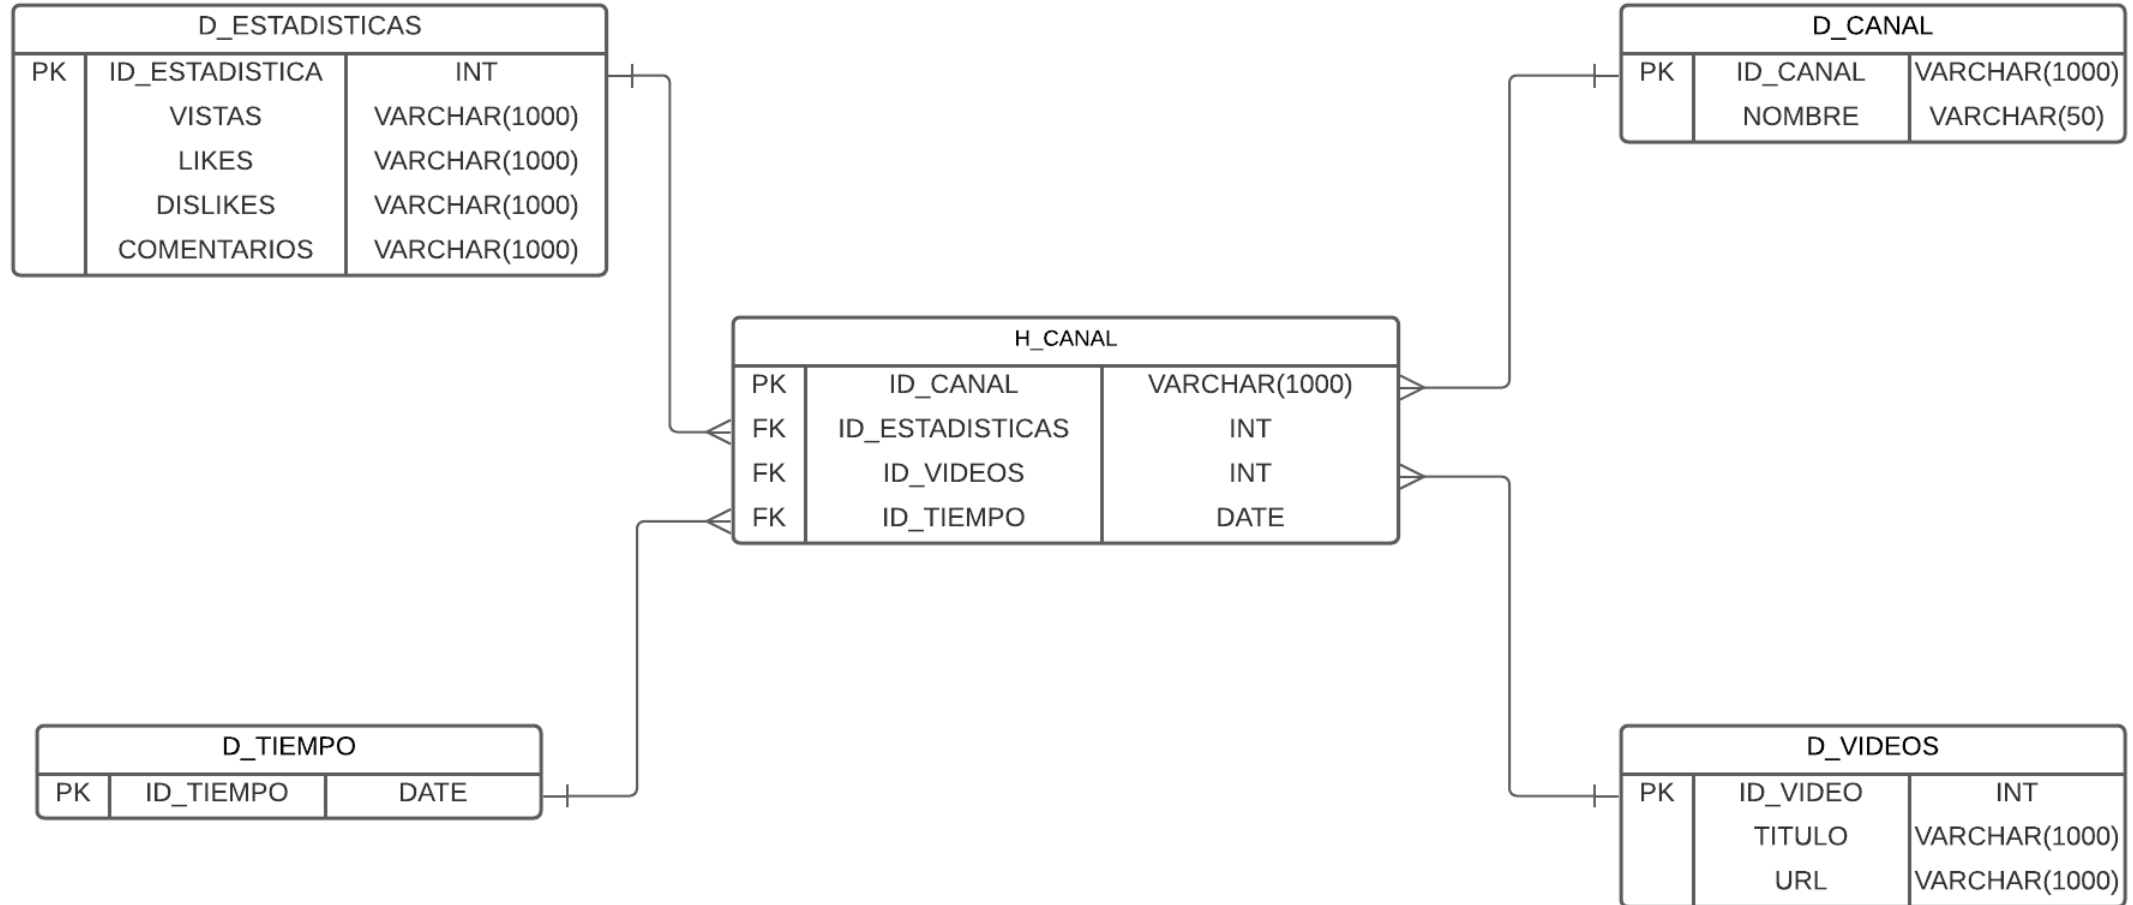 D_ESTADISTICAS
PK ID_ESTADISTICA INT
VISTAS VARCHAR(1000)
LIKES VARCHAR(1000)
DISLIKES VARCHAR(1000)
COMENTARIOS VARCHAR(1000)
D_CANAL
PK ID_CANAL VARCHAR(1000)
NOMBRE VARCHAR(50)
H_CANAL
PK ID_CANAL VARCHAR(1000)
FK ID_ESTADISTICAS INT
FK ID_VIDEOS INT
FK ID_TIEMPO DATE
D_TIEMPO
PK ID_TIEMPO DATE
D_VIDEOS
PK ID_VIDEO INT
TITULO VARCHAR(1000)
URL VARCHAR(1000)